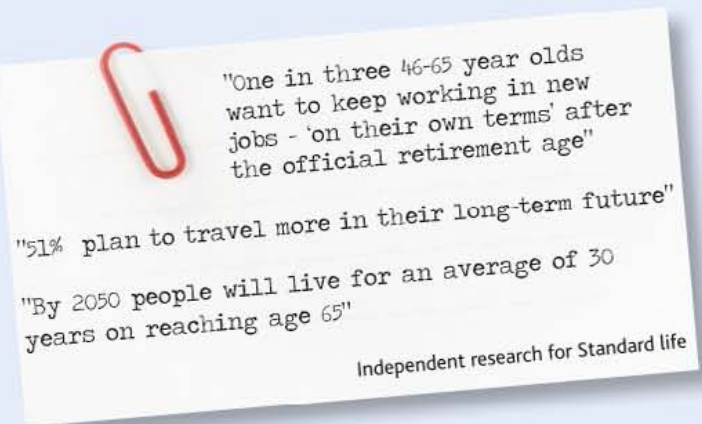 "One in three 46-65 year olds
want to keep working in new
jobs - 'on their own terms' after
the official retirement age"
"51% plan to travel more in their long-term future"
"By 2050 people will live for an average of 30
years on reaching age 65"
Independent research for Standard life